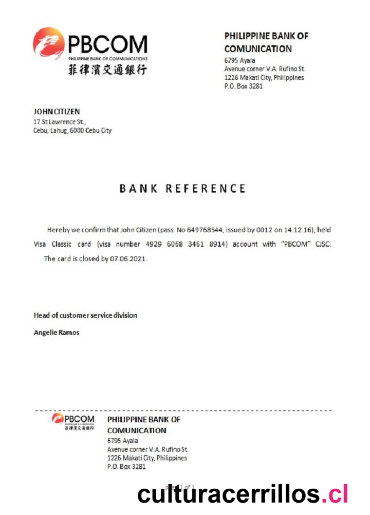 PBCOM
PHILIPPINE BANK OF COMMUNICATIONS
菲律濱交通銀行
PHILIPPINE BANK OF
COMUNICATION
6795 Ayala
Avenue corner V.A. Rufino St.
1226 Makati City, Philippines
P.O. Box 3281
JOHN CITIZEN
17 St Lawrence St.,
Cebu, Lahug, 6000 Cebu City
BANK REFERENCE
Hereby we confirm that John Citizen (pass. No 649768544, issued by 0012 on 14.12.16), held
Visa Classic card (visa number 4929 6068 3461 8914) account with "PBCOM" CJSC.
The card is closed by 07.06.2021.
Head of customer service division
Angelie Ramos
PBCOM
菲律濱交通銀行
PHILIPPINE BANK OF
COMUNICATION
6795 Ayala
Avenue corner V.A. Rufino St.
1226 Makati City, Philippines
P.O. Box 3281
culturacerrillos.cl